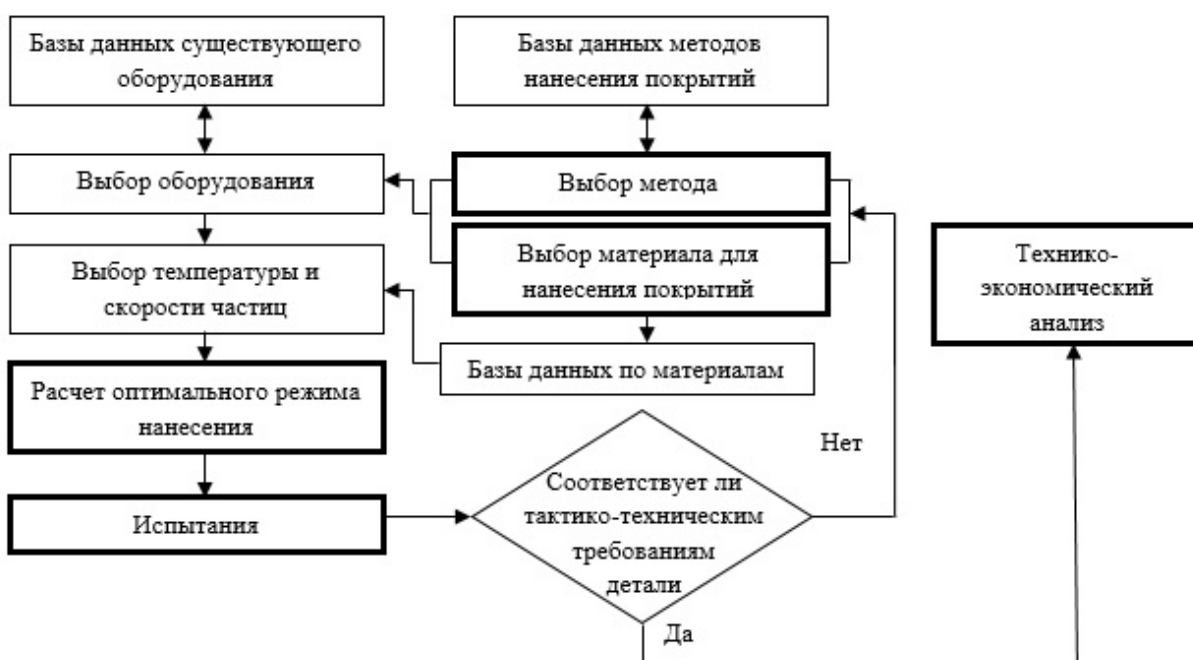 Базы данных существующего
оборудования
Базы данных методов
нанесения покрытий
Выбор оборудования
Выбор метода
Выбор температуры и
скорости частиц
Выбор материала для
нанесения покрытий
Технико-
экономический
анализ
Базы данных по материалам
Расчет оптимального режима
нанесения
Нет
Испытания
Соответствует ли
тактико-техническим
требованиям
детали
Да